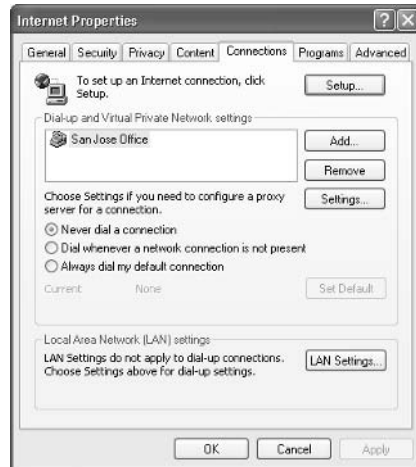 Internet Properties
General Security Privacy Content Connections Programs Advanced
To set up an Internet connection, click
Setup.
Setup...
Dial-up and Virtual Private Network settings
San Jose Office
Add...
Remove
Choose Settings if you need to configure a proxy
server for a connection.
Settings...
Never dial a connection
Dial whenever a network connection is not present
Always dial my default connection
Current None
Set Default
Local Area Network (LAN) settings
LAN Settings do not apply to dial-up connections.
Choose Settings above for dial-up settings.
LAN Settings...
OK Cancel Apply